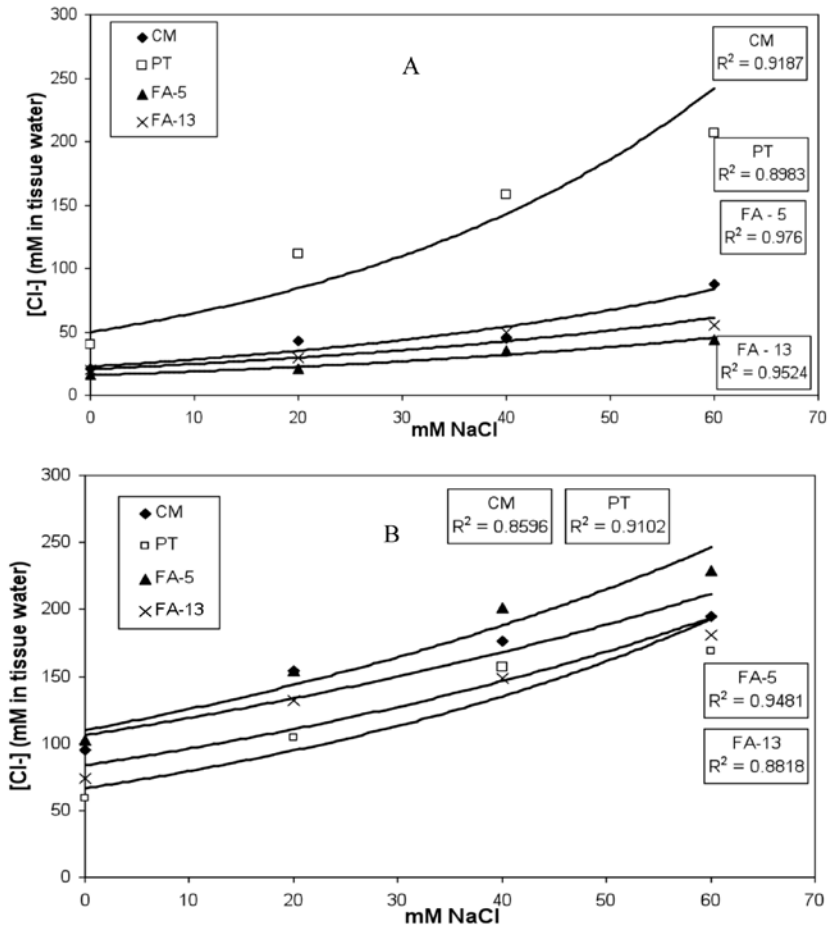 300
250
200
150
100
50
0
[Cl-] (mM in tissue water)
CM
PT
FA-5
FA-13
A
CM
R² = 0.9187
PT
R² = 0.8983
FA - 5
R² = 0.976
FA - 13
R² = 0.9524
0 10 20 30 40 50 60 70
mM NaCl
300
250
200
150
100
50
0
[Cl-] (mM in tissue water)
CM
PT
FA-5
FA-13
B
CM
R² = 0.8596
PT
R² = 0.9102
FA-5
R² = 0.9481
FA-13
R² = 0.8818
0 10 20 30 40 50 60 70
mM NaCl